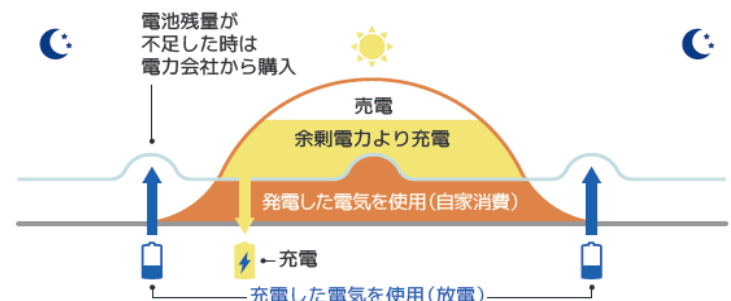 電池残量が
不足した時は
電力会社から購入
売電
余剰電力より充電
発電した電気を使用(自家消費)
充電
充電した電気を使用(放電)